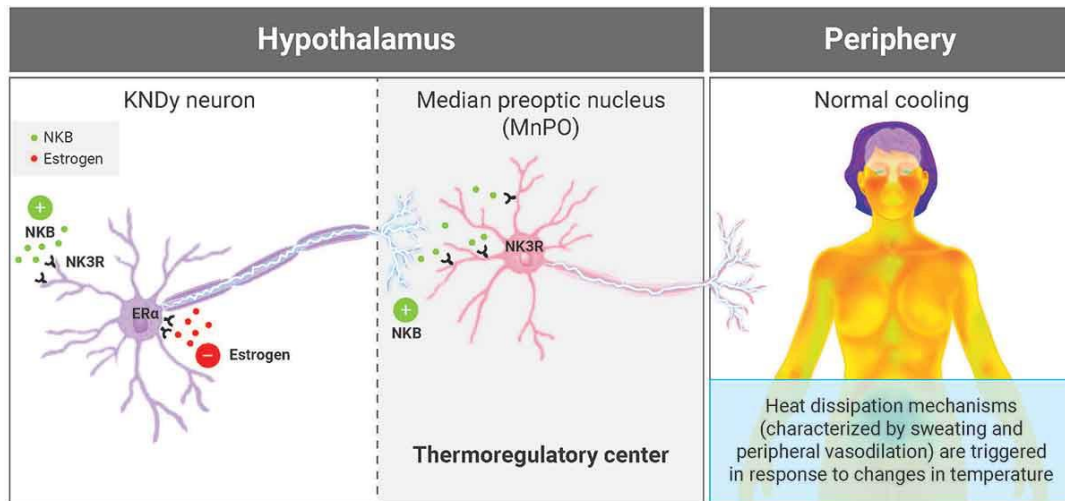 Hypothalamus
Periphery
KNDy neuron
NKB
Estrogen
+
NKB
NK3R
ERα
−
Estrogen
Median preoptic nucleus
(MnPO)
NK3R
+
NKB
Thermoregulatory center
Normal cooling
Heat dissipation mechanisms
(characterized by sweating and
peripheral vasodilation) are triggered
in response to changes in temperature